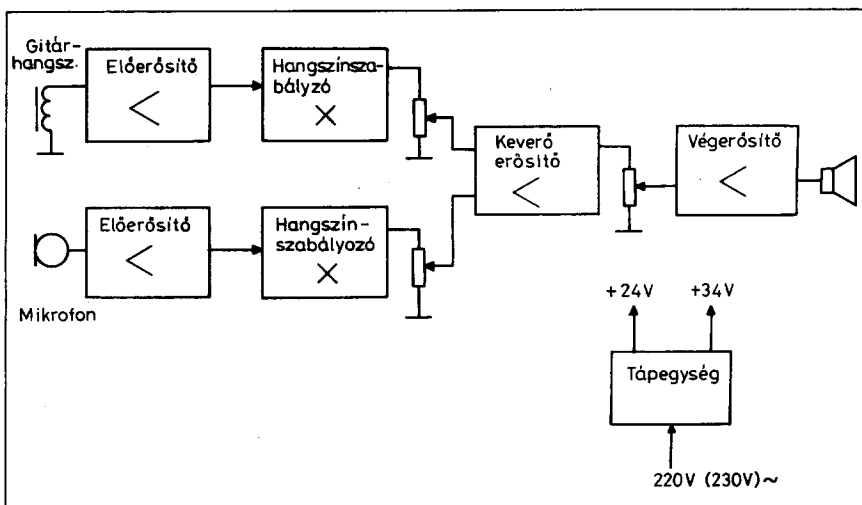 Gitár-
hangsz.
Előerősítő
Hangszínsza-
bályzó
Keverő
erősítő
Végerősítő
Mikrofon
Előerősítő
Hangszín-
szabályozó
+24V
+34V
Tápegység
220V (230V)~